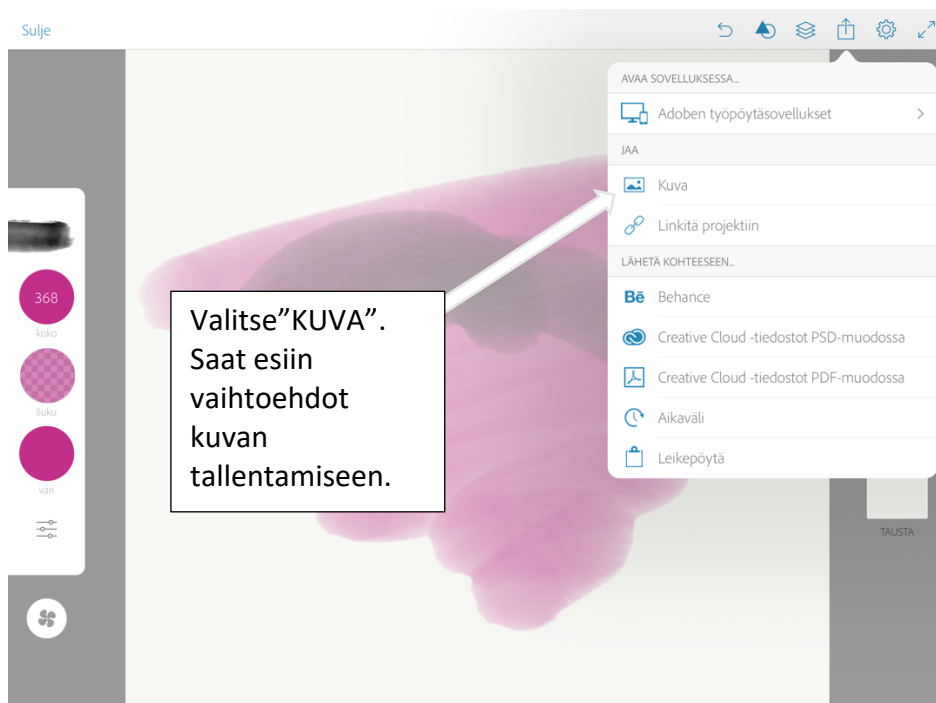 Sulje
AVAA SOVELLUKSESSA...
Adoben työpöytäsovellukset
JAA
Kuva
Linkitä projektiin
LÄHETÄ KOHTEESEEN...
Bē Behance
Creative Cloud -tiedostot PSD-muodossa
Creative Cloud -tiedostot PDF-muodossa
Aikaväli
Leikepöytä
368
koko
liuku
väri
Valitse”KUVA”.
Saat esiin
vaihtoehdot
kuvan
tallentamiseen.
TAUSTA